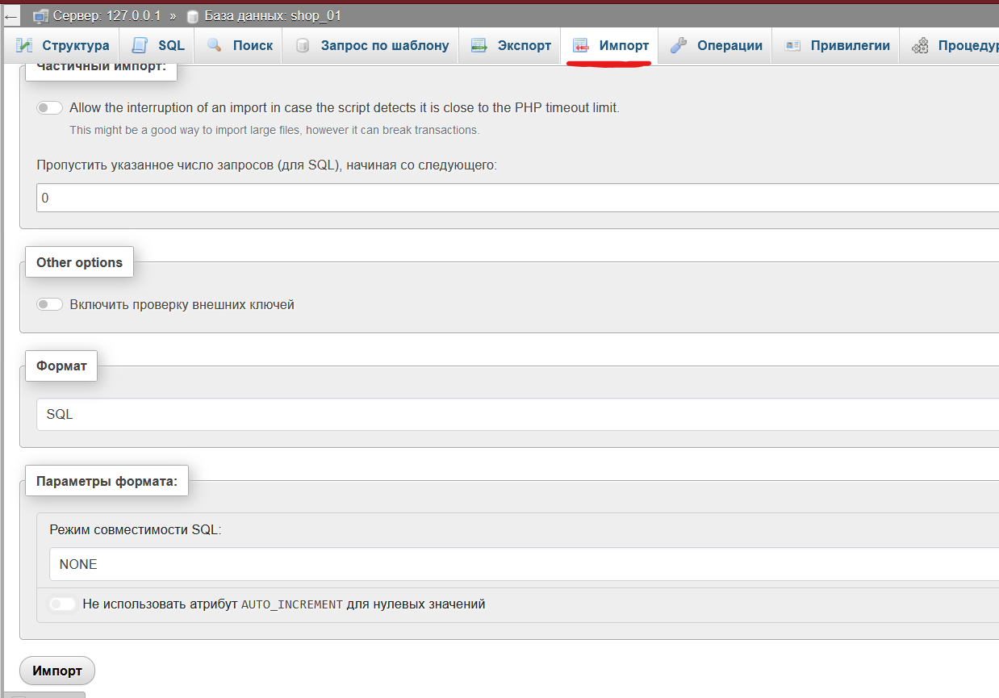 ← Сервер: 127.0.0.1 » База данных: shop_01
Структура SQL Поиск Запрос по шаблону Экспорт Импорт Операции Привилегии Процедур
Частичный импорт:
Allow the interruption of an import in case the script detects it is close to the PHP timeout limit.
This might be a good way to import large files, however it can break transactions.
Пропустить указанное число запросов (для SQL), начиная со следующего:
0
Other options
Включить проверку внешних ключей
Формат
SQL
Параметры формата:
Режим совместимости SQL:
NONE
Не использовать атрибут AUTO_INCREMENT для нулевых значений
Импорт